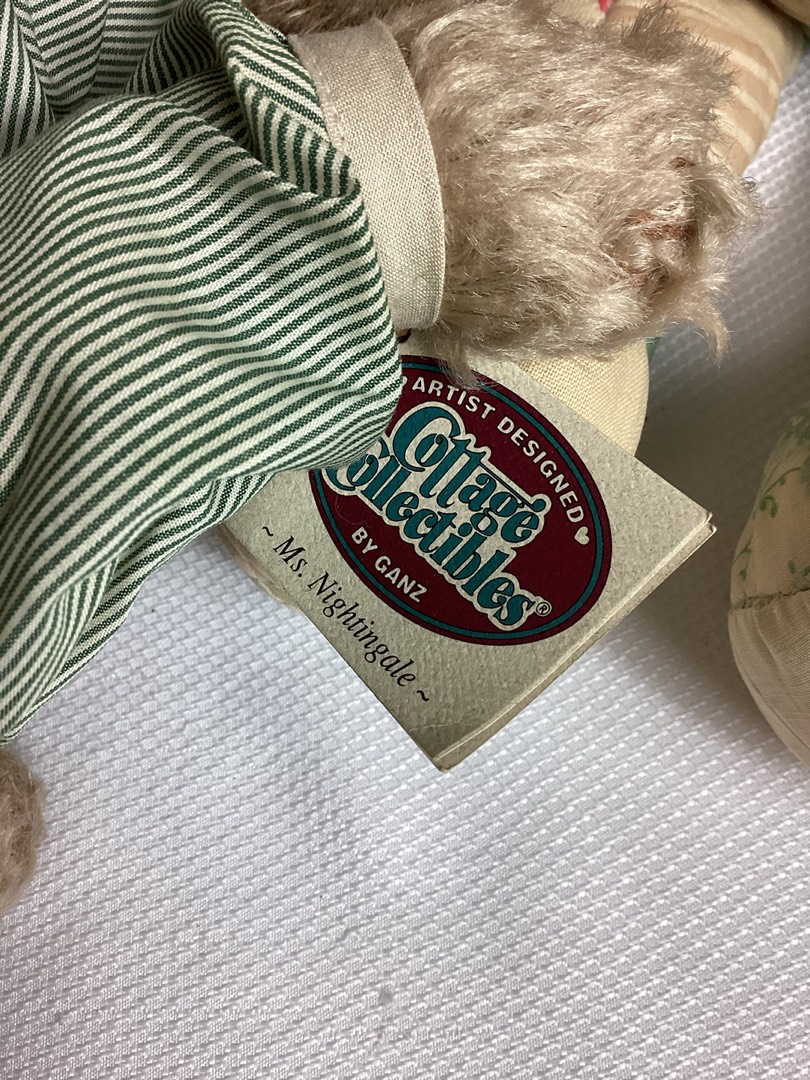 ARTIST DESIGNED
Cottage
Collectibles®
BY GANZ
~ Ms. Nightingale ~